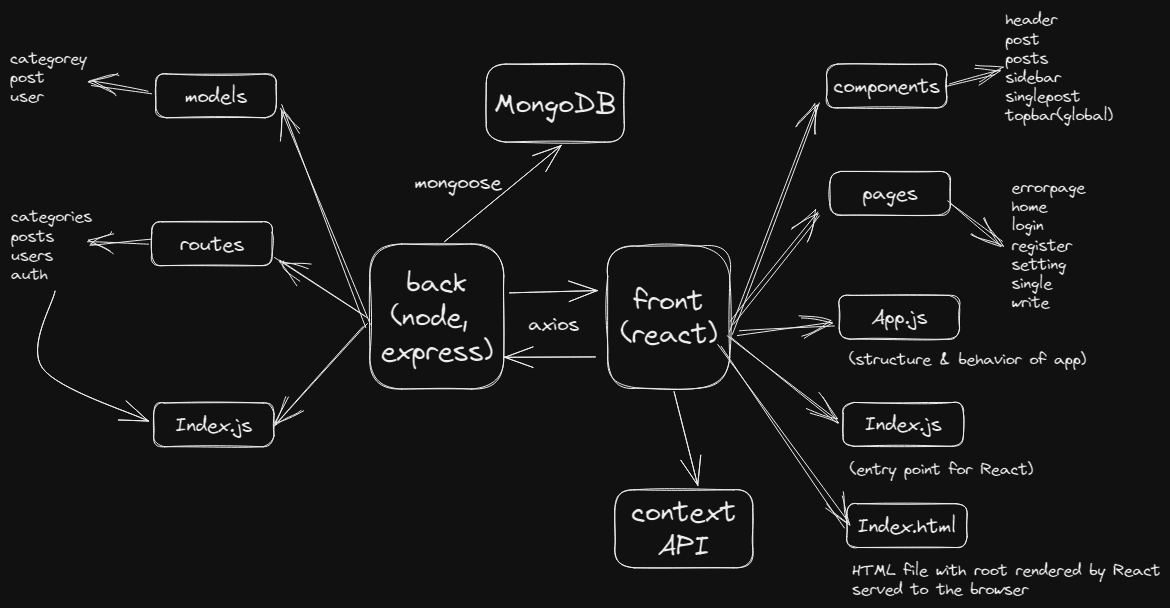 categorey
post
user
models
categories
posts
users
auth
routes
Index.js
MongoDB
mongoose
back
(node,
express)
axios
front
(react)
context
API
components
header
post
posts
sidebar
singlepost
topbar(global)
pages
errorpage
home
login
register
setting
single
write
App.js
(structure & behavior of app)
Index.js
(entry point for React)
Index.html
HTML file with root rendered by React
served to the browser